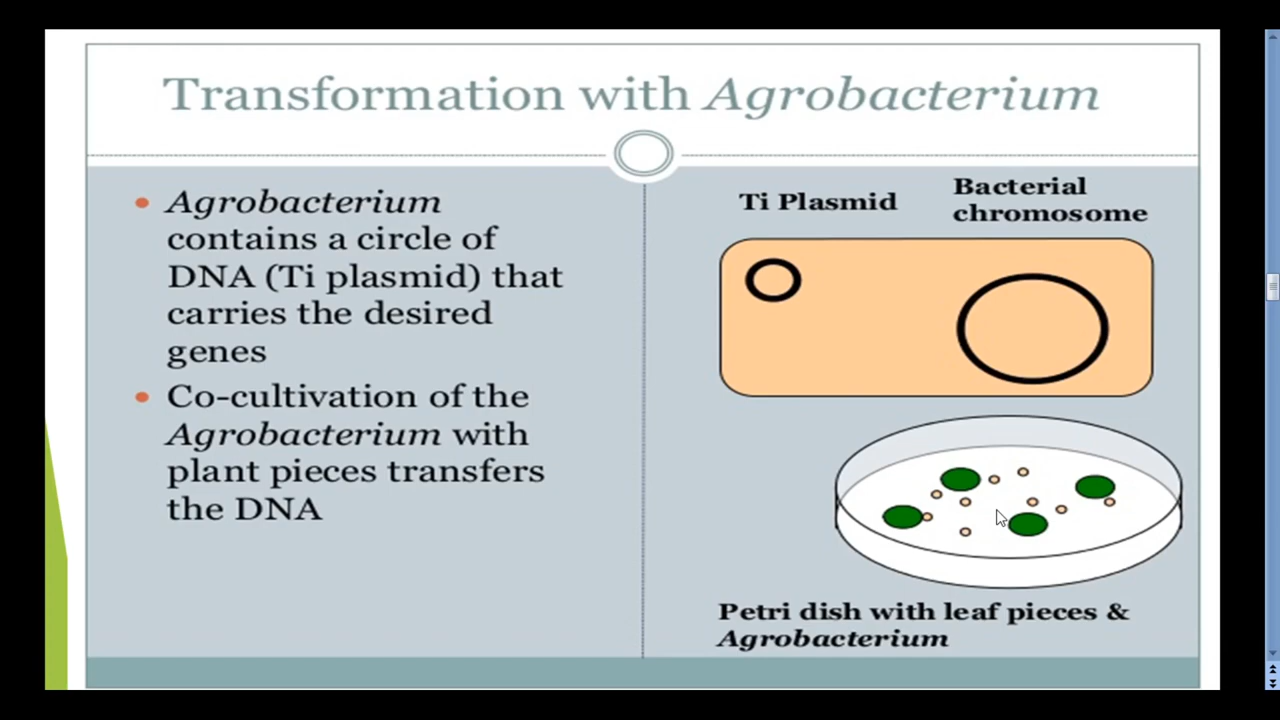 Transformation with Agrobacterium
Agrobacterium
contains a circle of
DNA (Ti plasmid) that
carries the desired
genes
Co-cultivation of the
Agrobacterium with
plant pieces transfers
the DNA
Ti Plasmid
Bacterial
chromosome
Petri dish with leaf pieces &
Agrobacterium